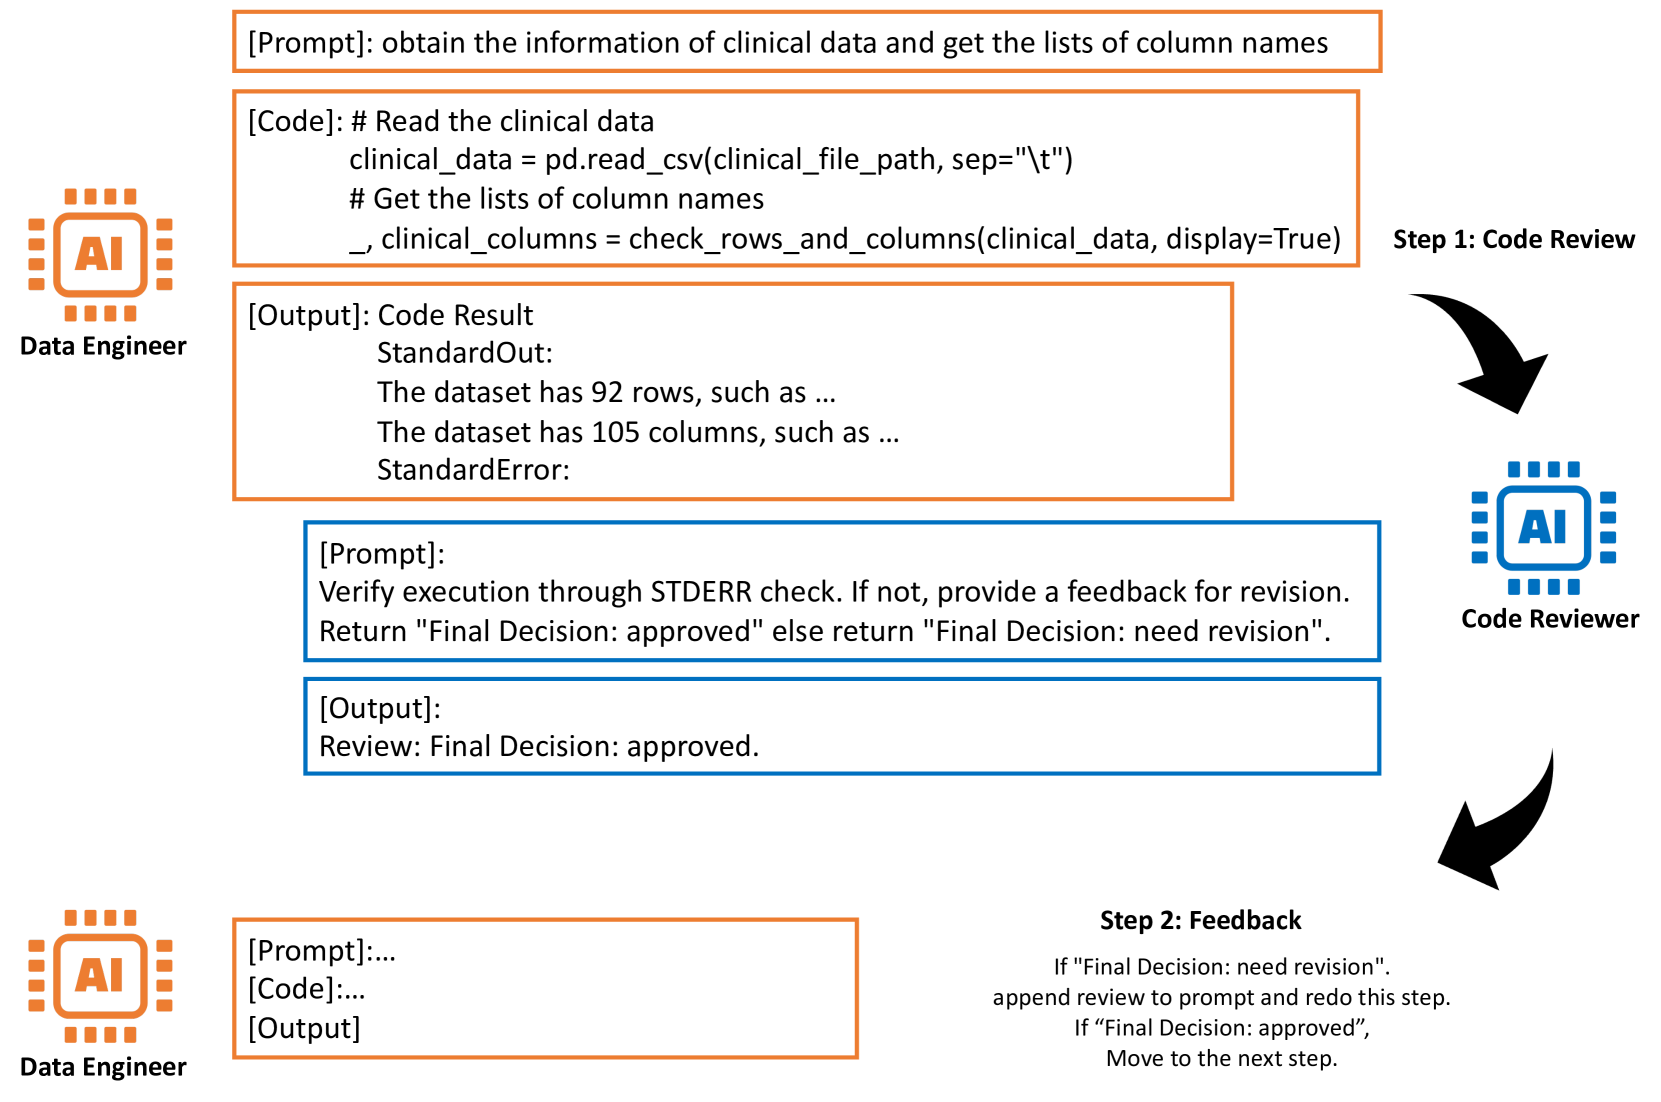 [Prompt]: obtain the information of clinical data and get the lists of column names
[Code]: # Read the clinical data
clinical_data = pd.read_csv(clinical_file_path, sep="\t")
# Get the lists of column names
_, clinical_columns = check_rows_and_columns(clinical_data, display=True)
AI
Data Engineer
Step 1: Code Review
[Output]: Code Result
StandardOut:
The dataset has 92 rows, such as ...
The dataset has 105 columns, such as ...
StandardError:
AI
Code Reviewer
[Prompt]:
Verify execution through STDERR check. If not, provide a feedback for revision.
Return "Final Decision: approved" else return "Final Decision: need revision".
[Output]:
Review: Final Decision: approved.
AI
Data Engineer
[Prompt]:...
[Code]:...
[Output]
Step 2: Feedback
If "Final Decision: need revision".
append review to prompt and redo this step.
If “Final Decision: approved”,
Move to the next step.